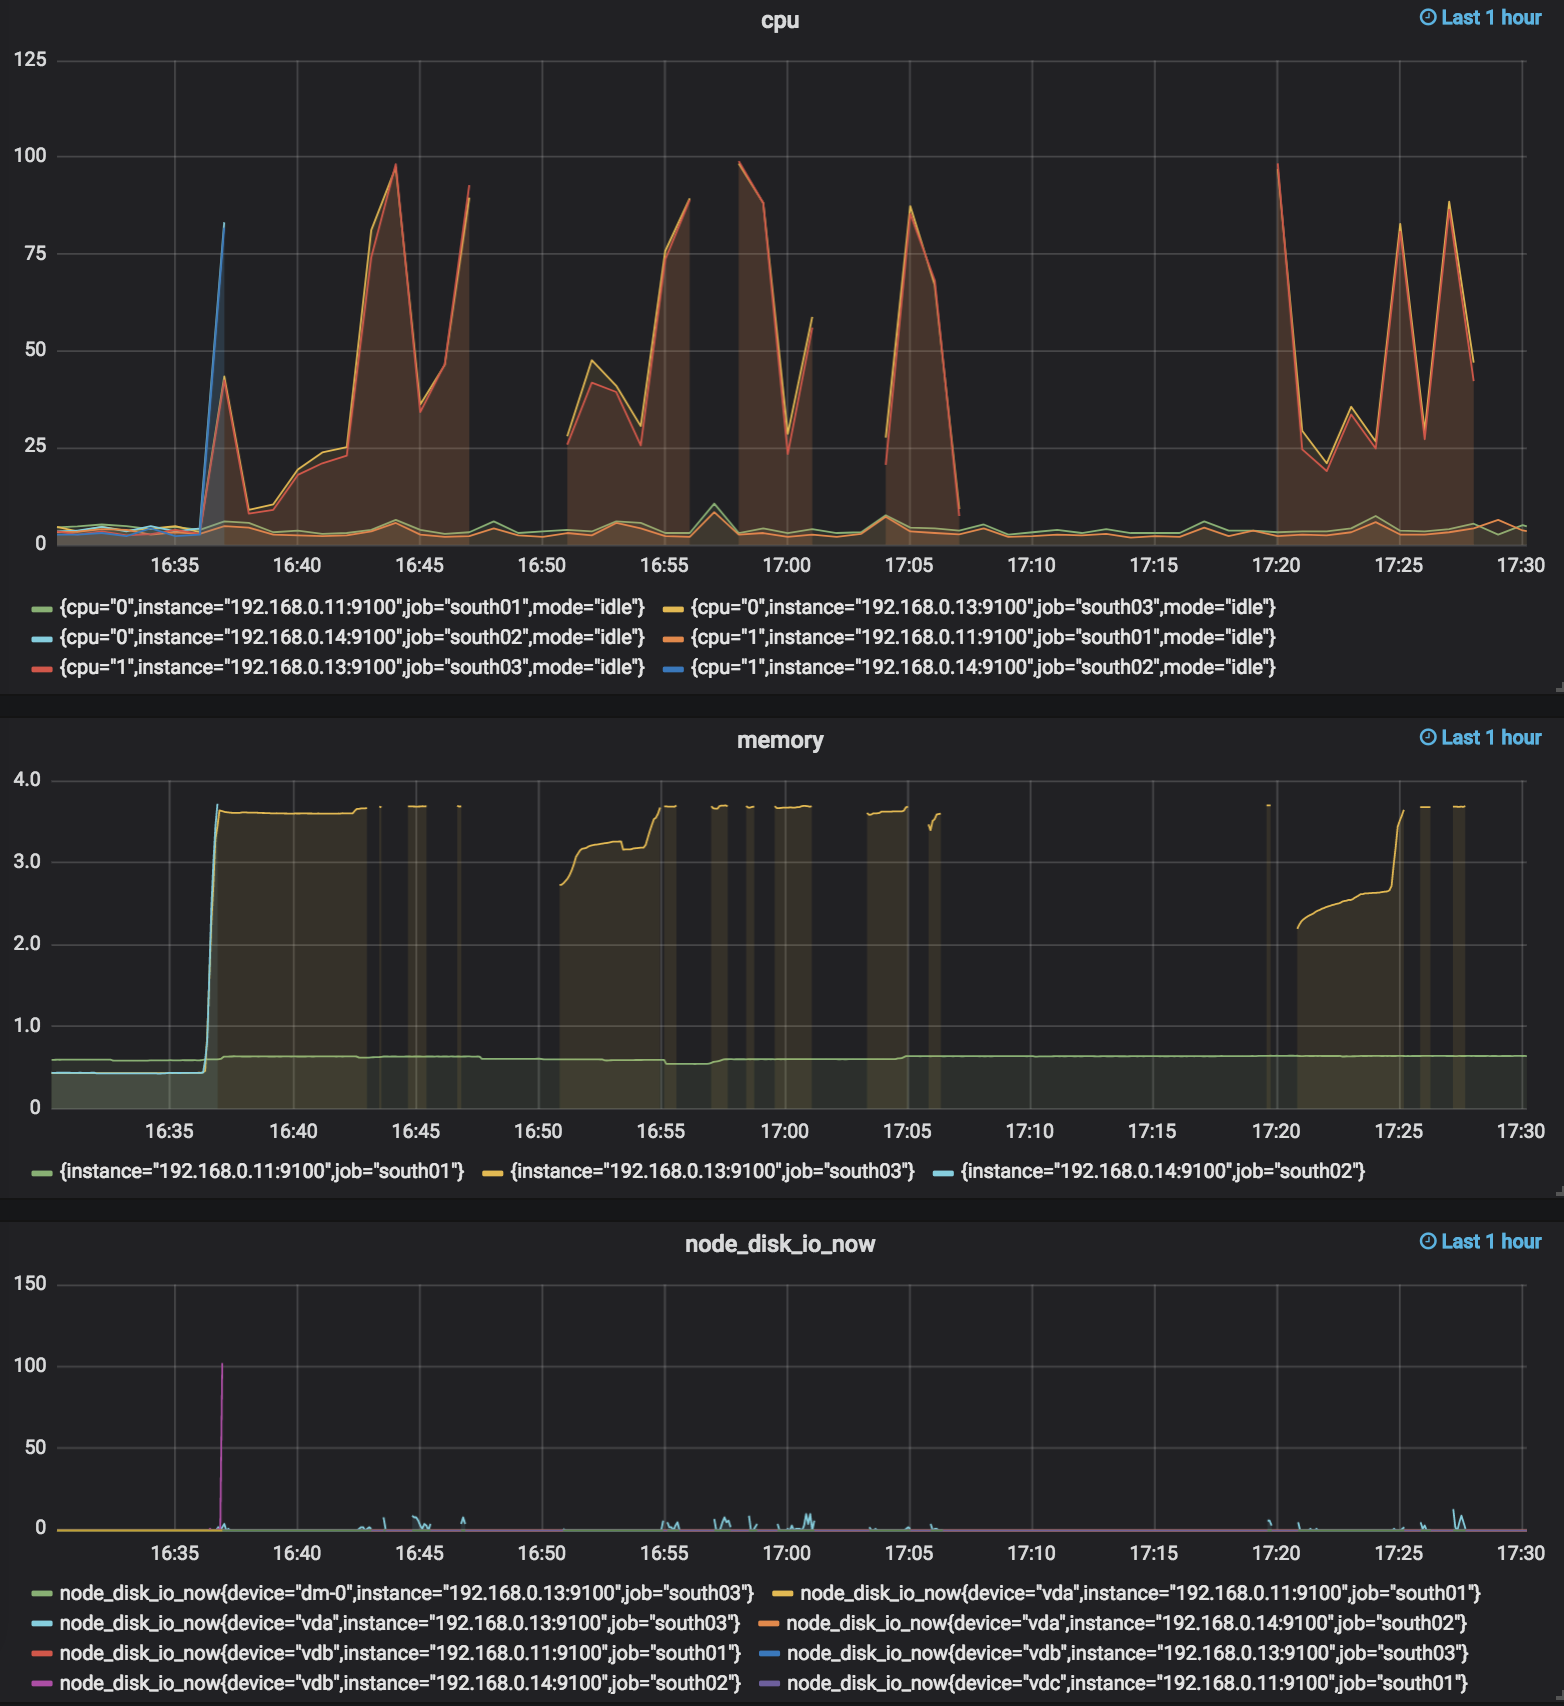 cpu
Last 1 hour
125
100
75
50
25
0
16:35 16:40 16:45 16:50 16:55 17:00 17:05 17:10 17:15 17:20 17:25 17:30
{cpu="0",instance="192.168.0.11:9100",job="south01",mode="idle"} {cpu="0",instance="192.168.0.13:9100",job="south03",mode="idle"}
{cpu="0",instance="192.168.0.14:9100",job="south02",mode="idle"} {cpu="1",instance="192.168.0.11:9100",job="south01",mode="idle"}
{cpu="1",instance="192.168.0.13:9100",job="south03",mode="idle"} {cpu="1",instance="192.168.0.14:9100",job="south02",mode="idle"}
memory
Last 1 hour
4.0
3.0
2.0
1.0
0
16:35 16:40 16:45 16:50 16:55 17:00 17:05 17:10 17:15 17:20 17:25 17:30
{instance="192.168.0.11:9100",job="south01"} {instance="192.168.0.13:9100",job="south03"} {instance="192.168.0.14:9100",job="south02"}
node_disk_io_now
Last 1 hour
150
100
50
0
16:35 16:40 16:45 16:50 16:55 17:00 17:05 17:10 17:15 17:20 17:25 17:30
node_disk_io_now{device="dm-0",instance="192.168.0.13:9100",job="south03"} node_disk_io_now{device="vda",instance="192.168.0.11:9100",job="south01"}
node_disk_io_now{device="vda",instance="192.168.0.13:9100",job="south03"} node_disk_io_now{device="vda",instance="192.168.0.14:9100",job="south02"}
node_disk_io_now{device="vdb",instance="192.168.0.11:9100",job="south01"} node_disk_io_now{device="vdb",instance="192.168.0.13:9100",job="south03"}
node_disk_io_now{device="vdb",instance="192.168.0.14:9100",job="south02"} node_disk_io_now{device="vdc",instance="192.168.0.11:9100",job="south01"}